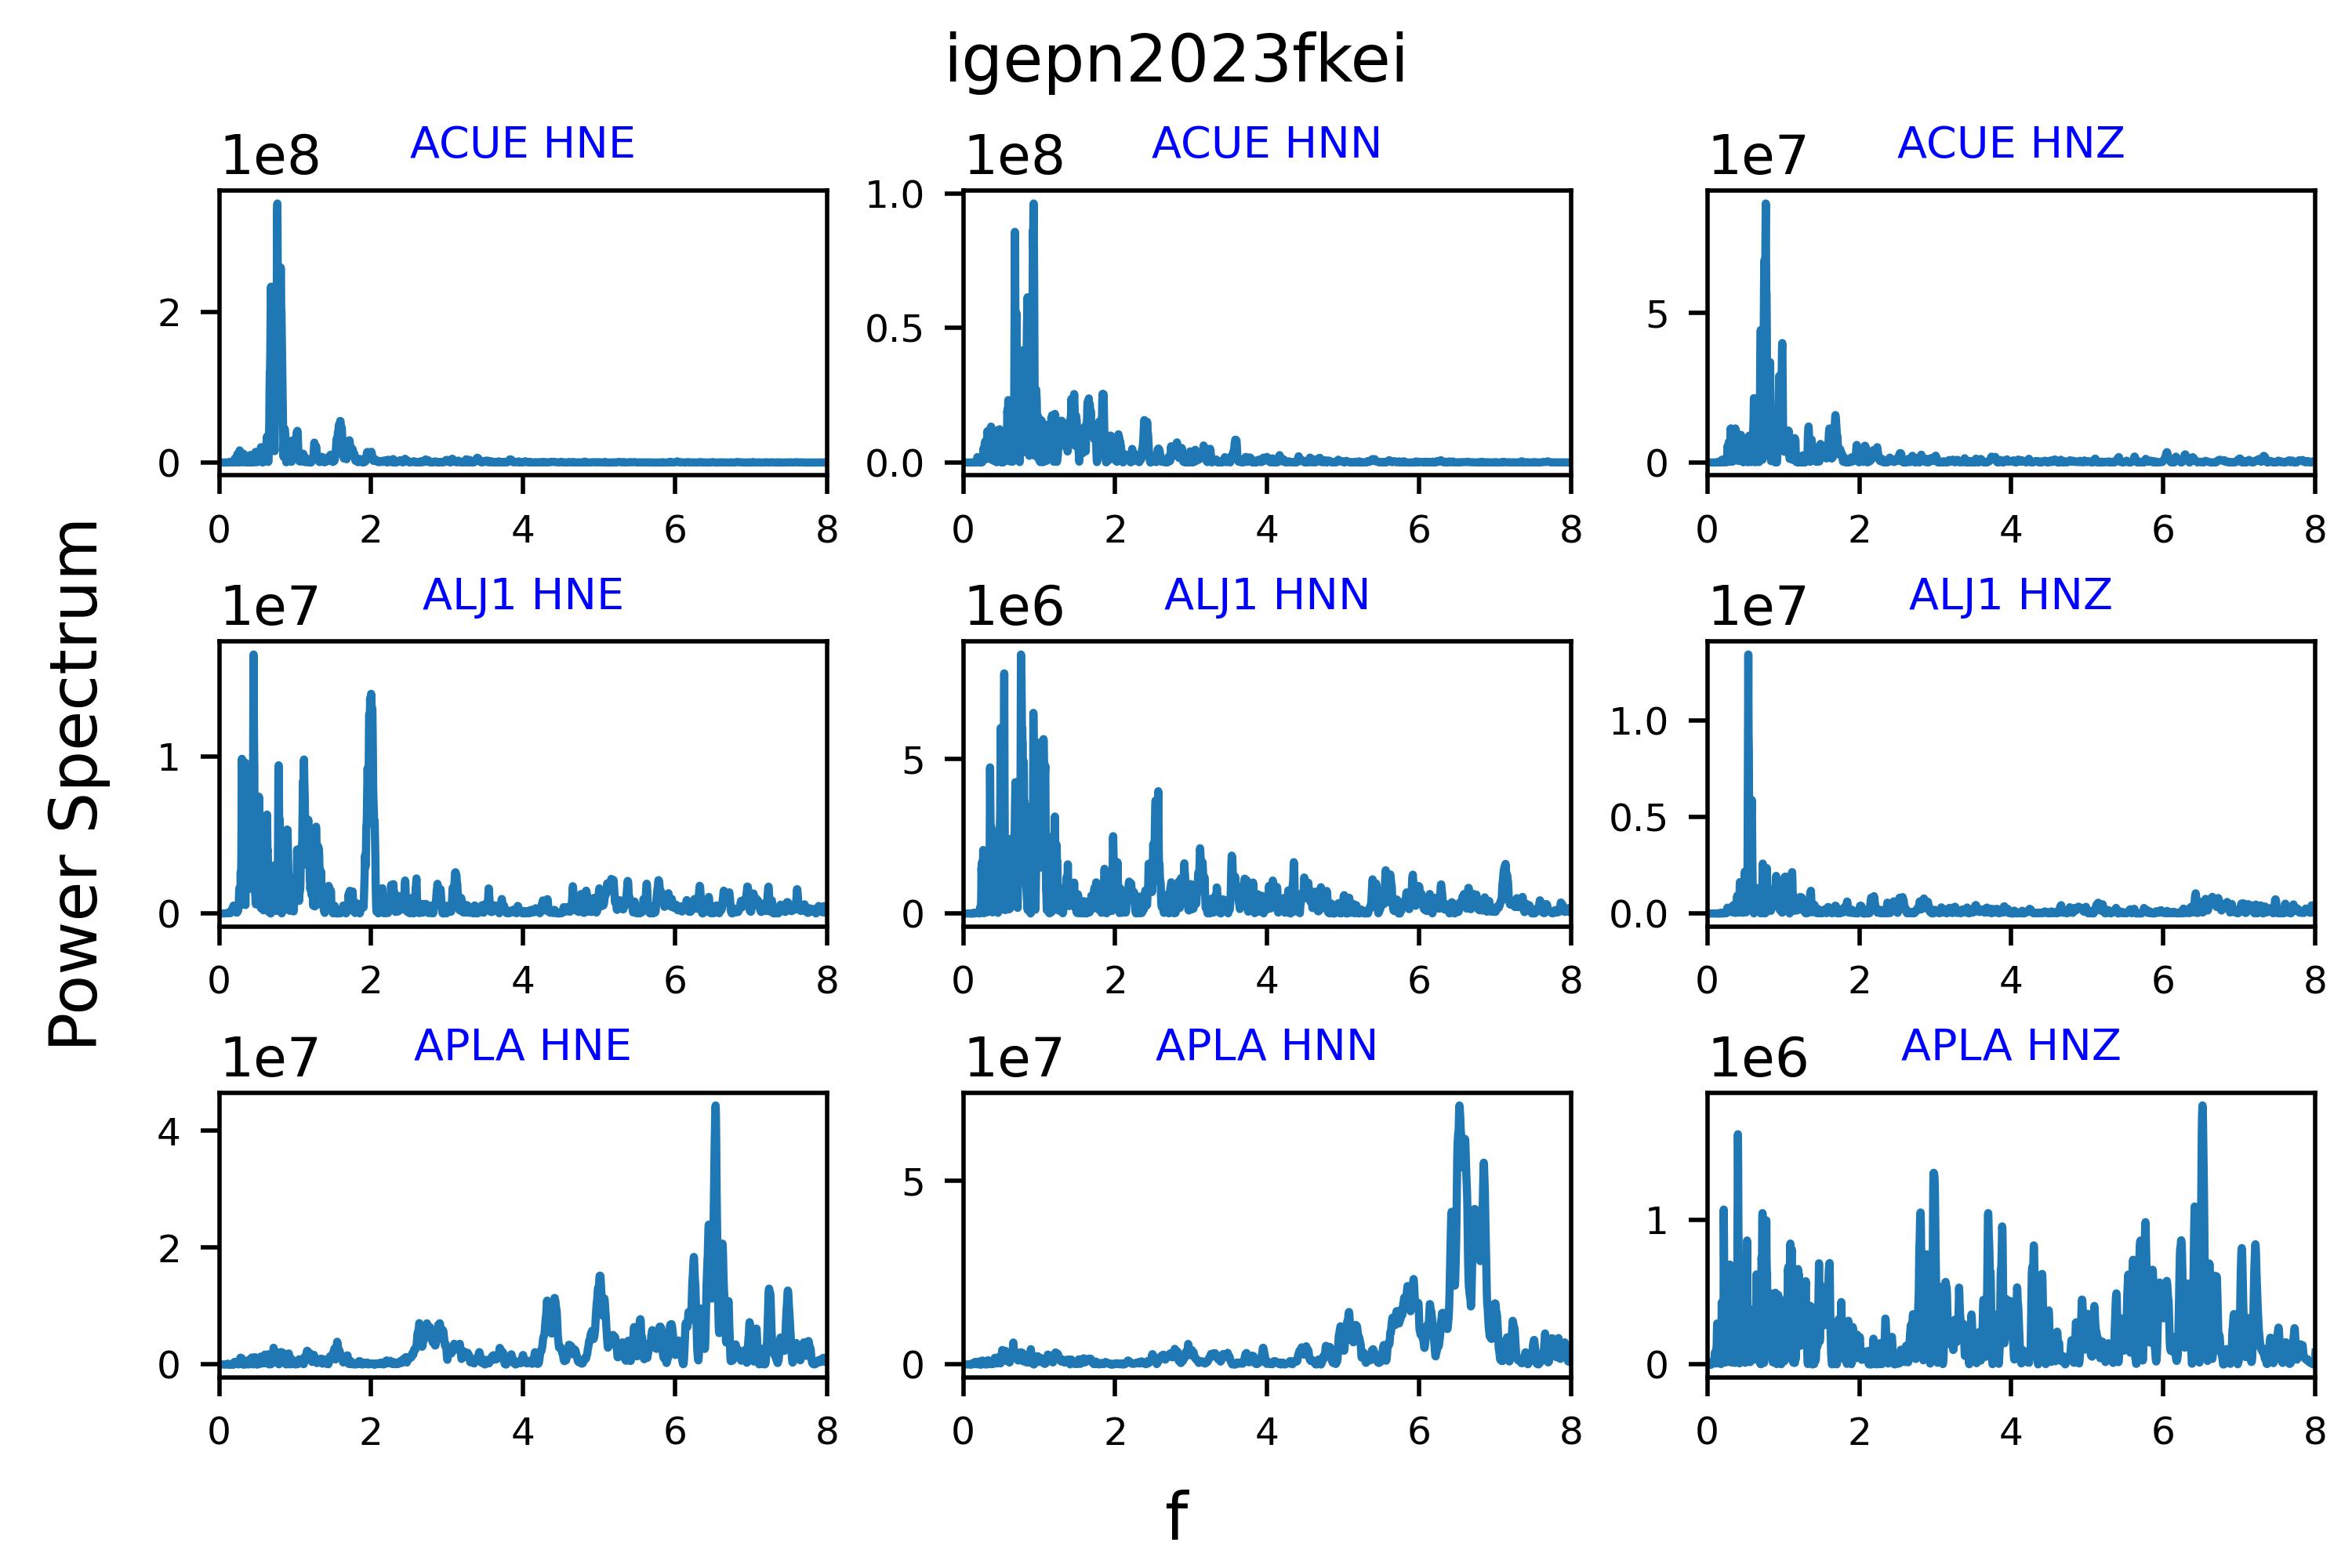 igepn2023fkei
1e8 ACUE HNE
1e8 ACUE HNN
1e7 ACUE HNZ
2
0
1.0
0.5
0.0
5
0
0 2 4 6 8
0 2 4 6 8
0 2 4 6 8
Power Spectrum
1e7 ALJ1 HNE
1e6 ALJ1 HNN
1e7 ALJ1 HNZ
1
0
5
0
1.0
0.5
0.0
0 2 4 6 8
0 2 4 6 8
0 2 4 6 8
1e7 APLA HNE
1e7 APLA HNN
1e6 APLA HNZ
4
2
0
5
0
1
0
0 2 4 6 8
0 2 4 6 8
0 2 4 6 8
f